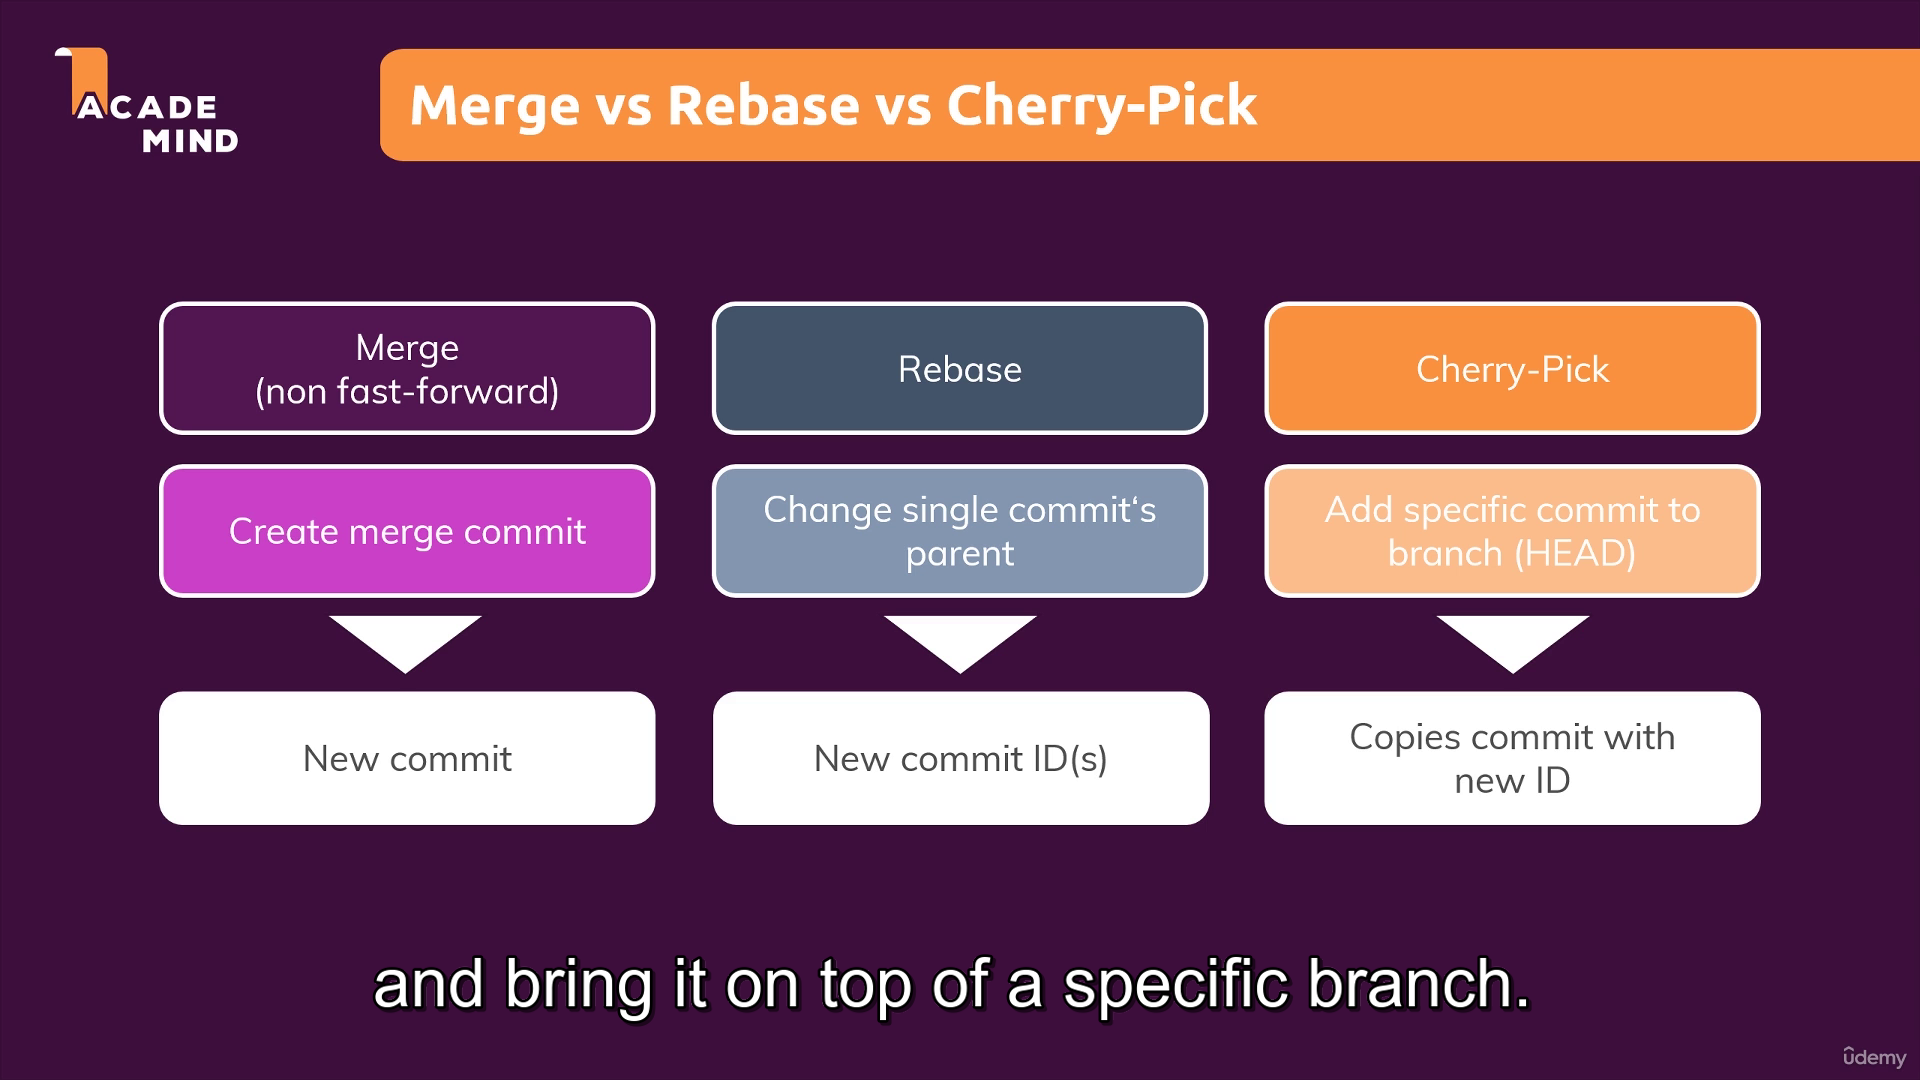 ACADE
MIND
Merge vs Rebase vs Cherry-Pick
Merge
(non fast-forward)
Rebase
Cherry-Pick
Create merge commit
Change single commit‘s
parent
Add specific commit to
branch (HEAD)
New commit
New commit ID(s)
Copies commit with
new ID
and bring it on top of a specific branch.
ûdemy